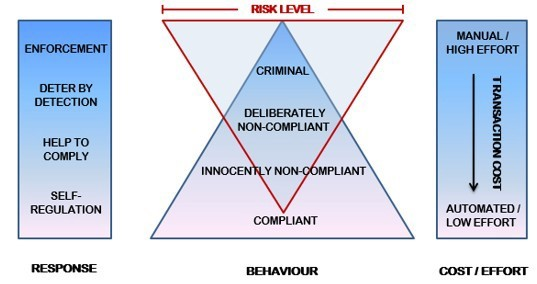 RISK LEVEL
ENFORCEMENT
DETER BY
DETECTION
HELP TO
COMPLY
SELF-
REGULATION
RESPONSE
CRIMINAL
DELIBERATELY
NON-COMPLIANT
INNOCENTLY NON-COMPLIANT
COMPLIANT
BEHAVIOUR
MANUAL /
HIGH EFFORT
TRANSACTION COST
AUTOMATED /
LOW EFFORT
COST / EFFORT